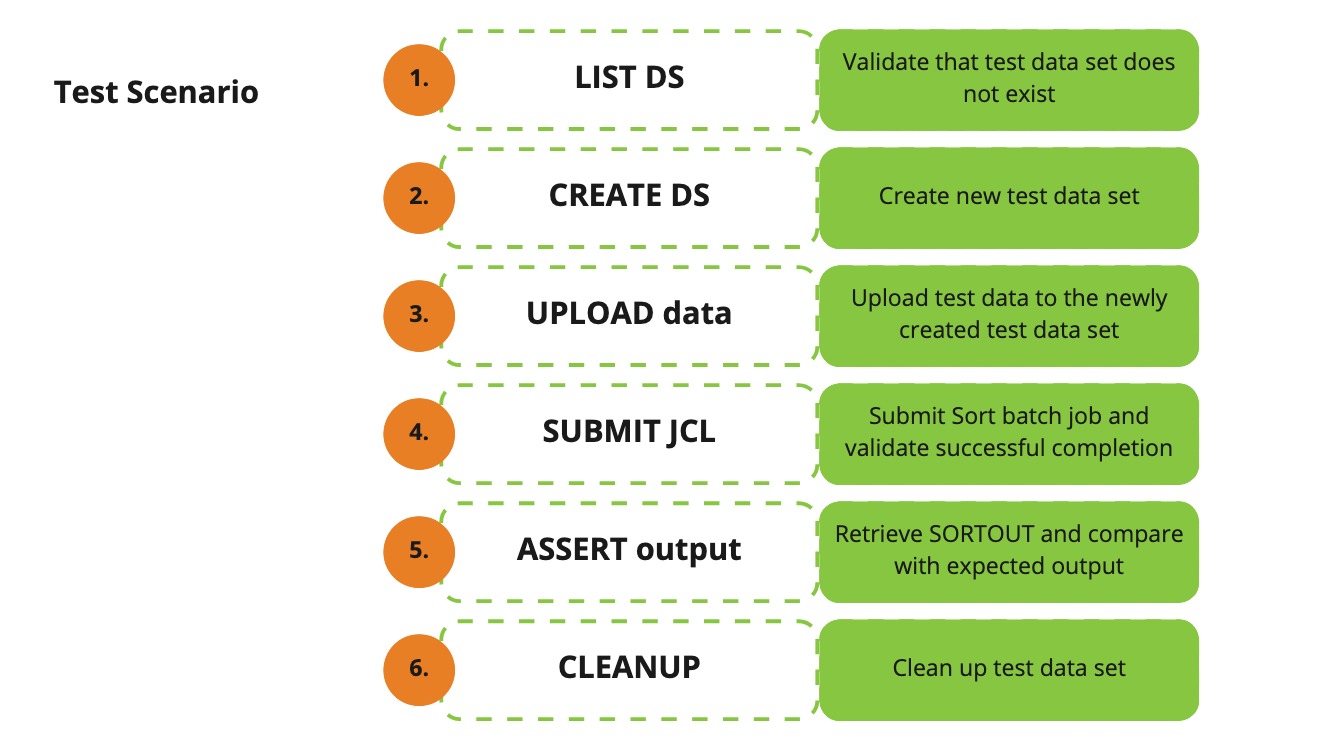 Test Scenario
1.
LIST DS
Validate that test data set does
not exist
2.
CREATE DS
Create new test data set
3.
UPLOAD data
Upload test data to the newly
created test data set
4.
SUBMIT JCL
Submit Sort batch job and
validate successful completion
5.
ASSERT output
Retrieve SORTOUT and compare
with expected output
6.
CLEANUP
Clean up test data set